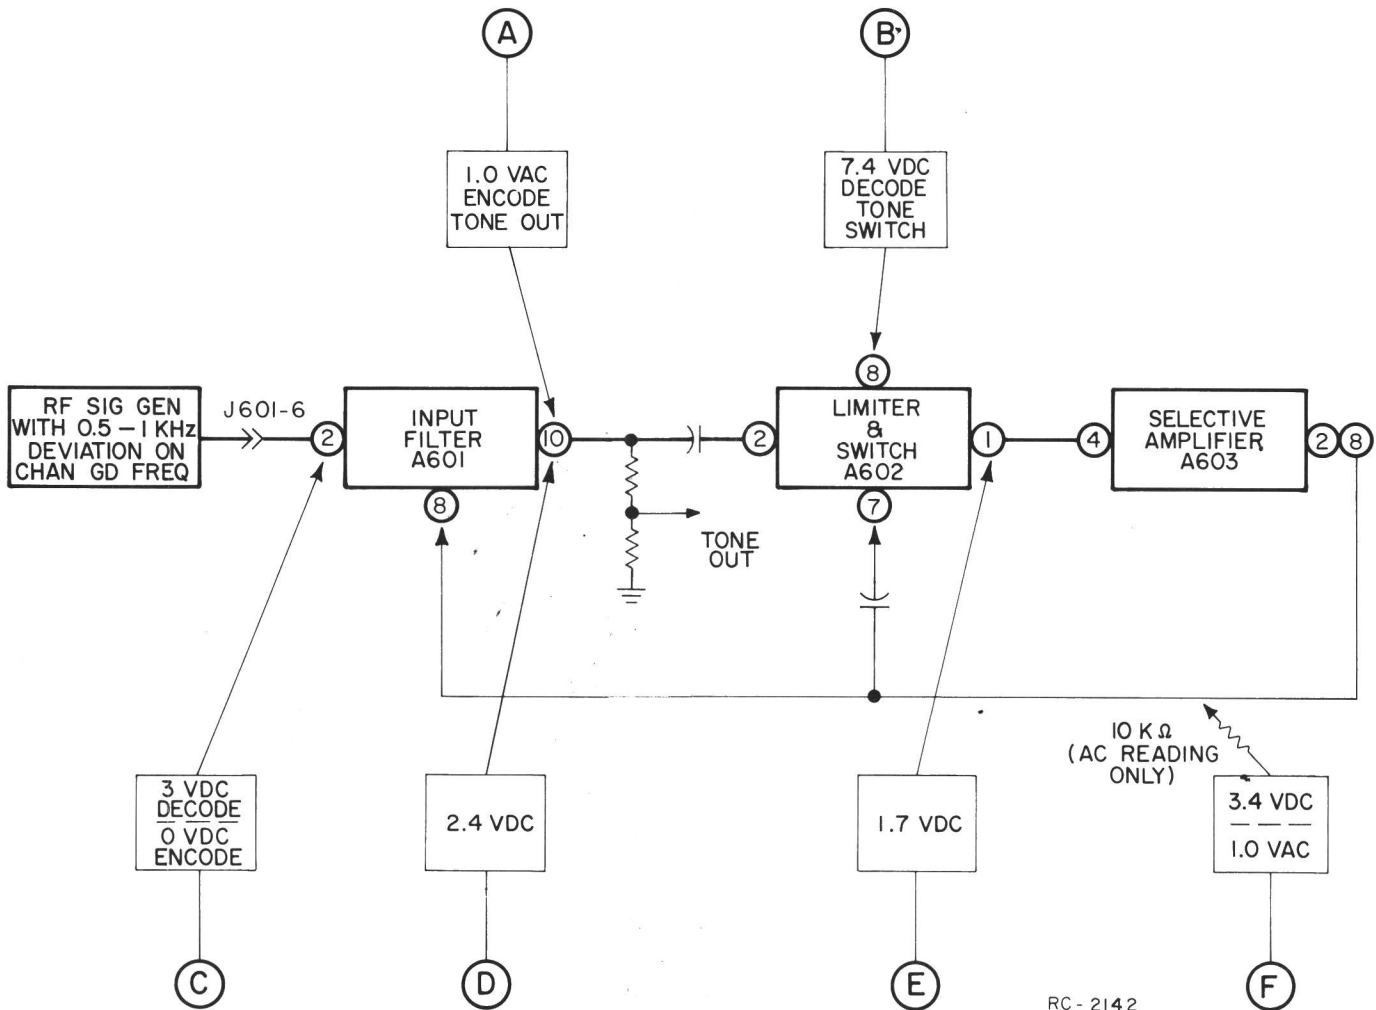 A
B
1.0 VAC
ENCODE
TONE OUT
7.4 VDC
DECODE
TONE
SWITCH
8
RF SIG GEN
WITH 0.5 – 1 KHz
DEVIATION ON
CHAN GD FREQ
J601-6
2
INPUT
FILTER
A601
10
2
LIMITER
&
SWITCH
A602
1
4
SELECTIVE
AMPLIFIER
A603
2
8
8
7
TONE
OUT
10 K Ω
(AC READING
ONLY)
3 VDC
DECODE
0 VDC
ENCODE
2.4 VDC
1.7 VDC
3.4 VDC
1.0 VAC
C
D
E
F
RC-2142